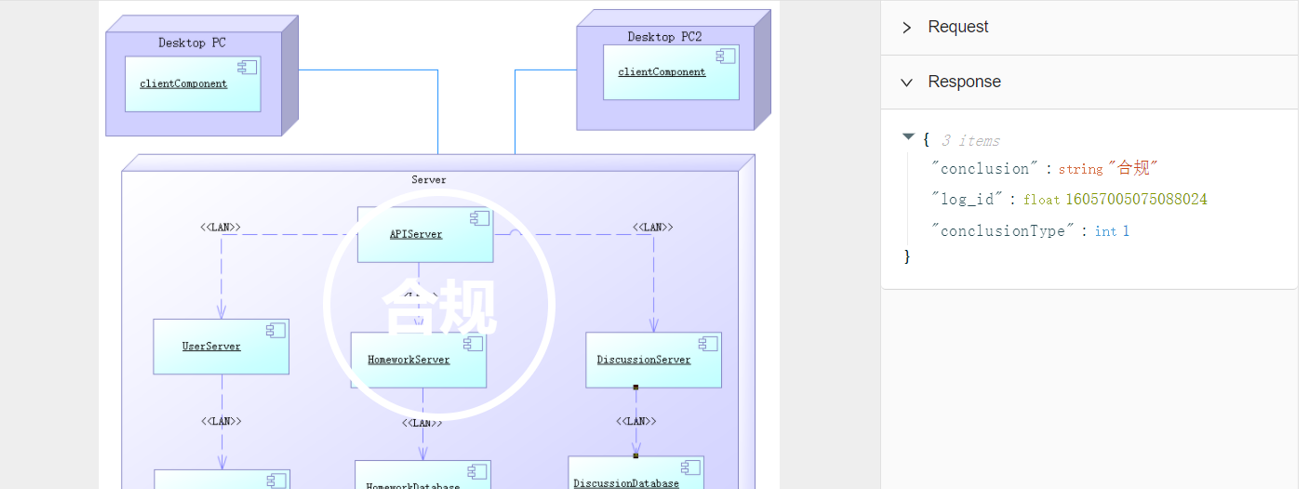 Desktop PC
clientComponent
Desktop PC2
clientComponent
Server
<<LAN>>
APIServer
<<LAN>>
合规
UserServer
HomeworkServer
DiscussionServer
<<LAN>>
<<LAN>>
<<LAN>>
HomeworkDatabase
DiscussionDatabase
Request
Response
{ 3 items
"conclusion" : string "合规"
"log_id" : float 16057005075088024
"conclusionType" : int 1
}